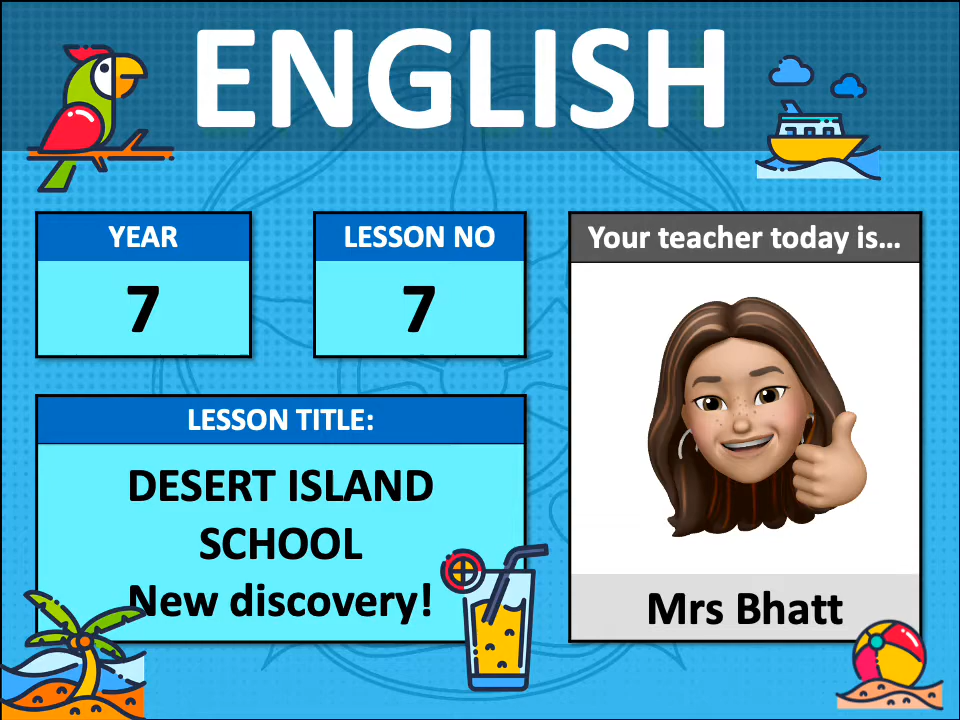 ENGLISH
YEAR
7
LESSON NO
7
Your teacher today is...
LESSON TITLE:
DESERT ISLAND
SCHOOL
New discovery!
Mrs Bhatt